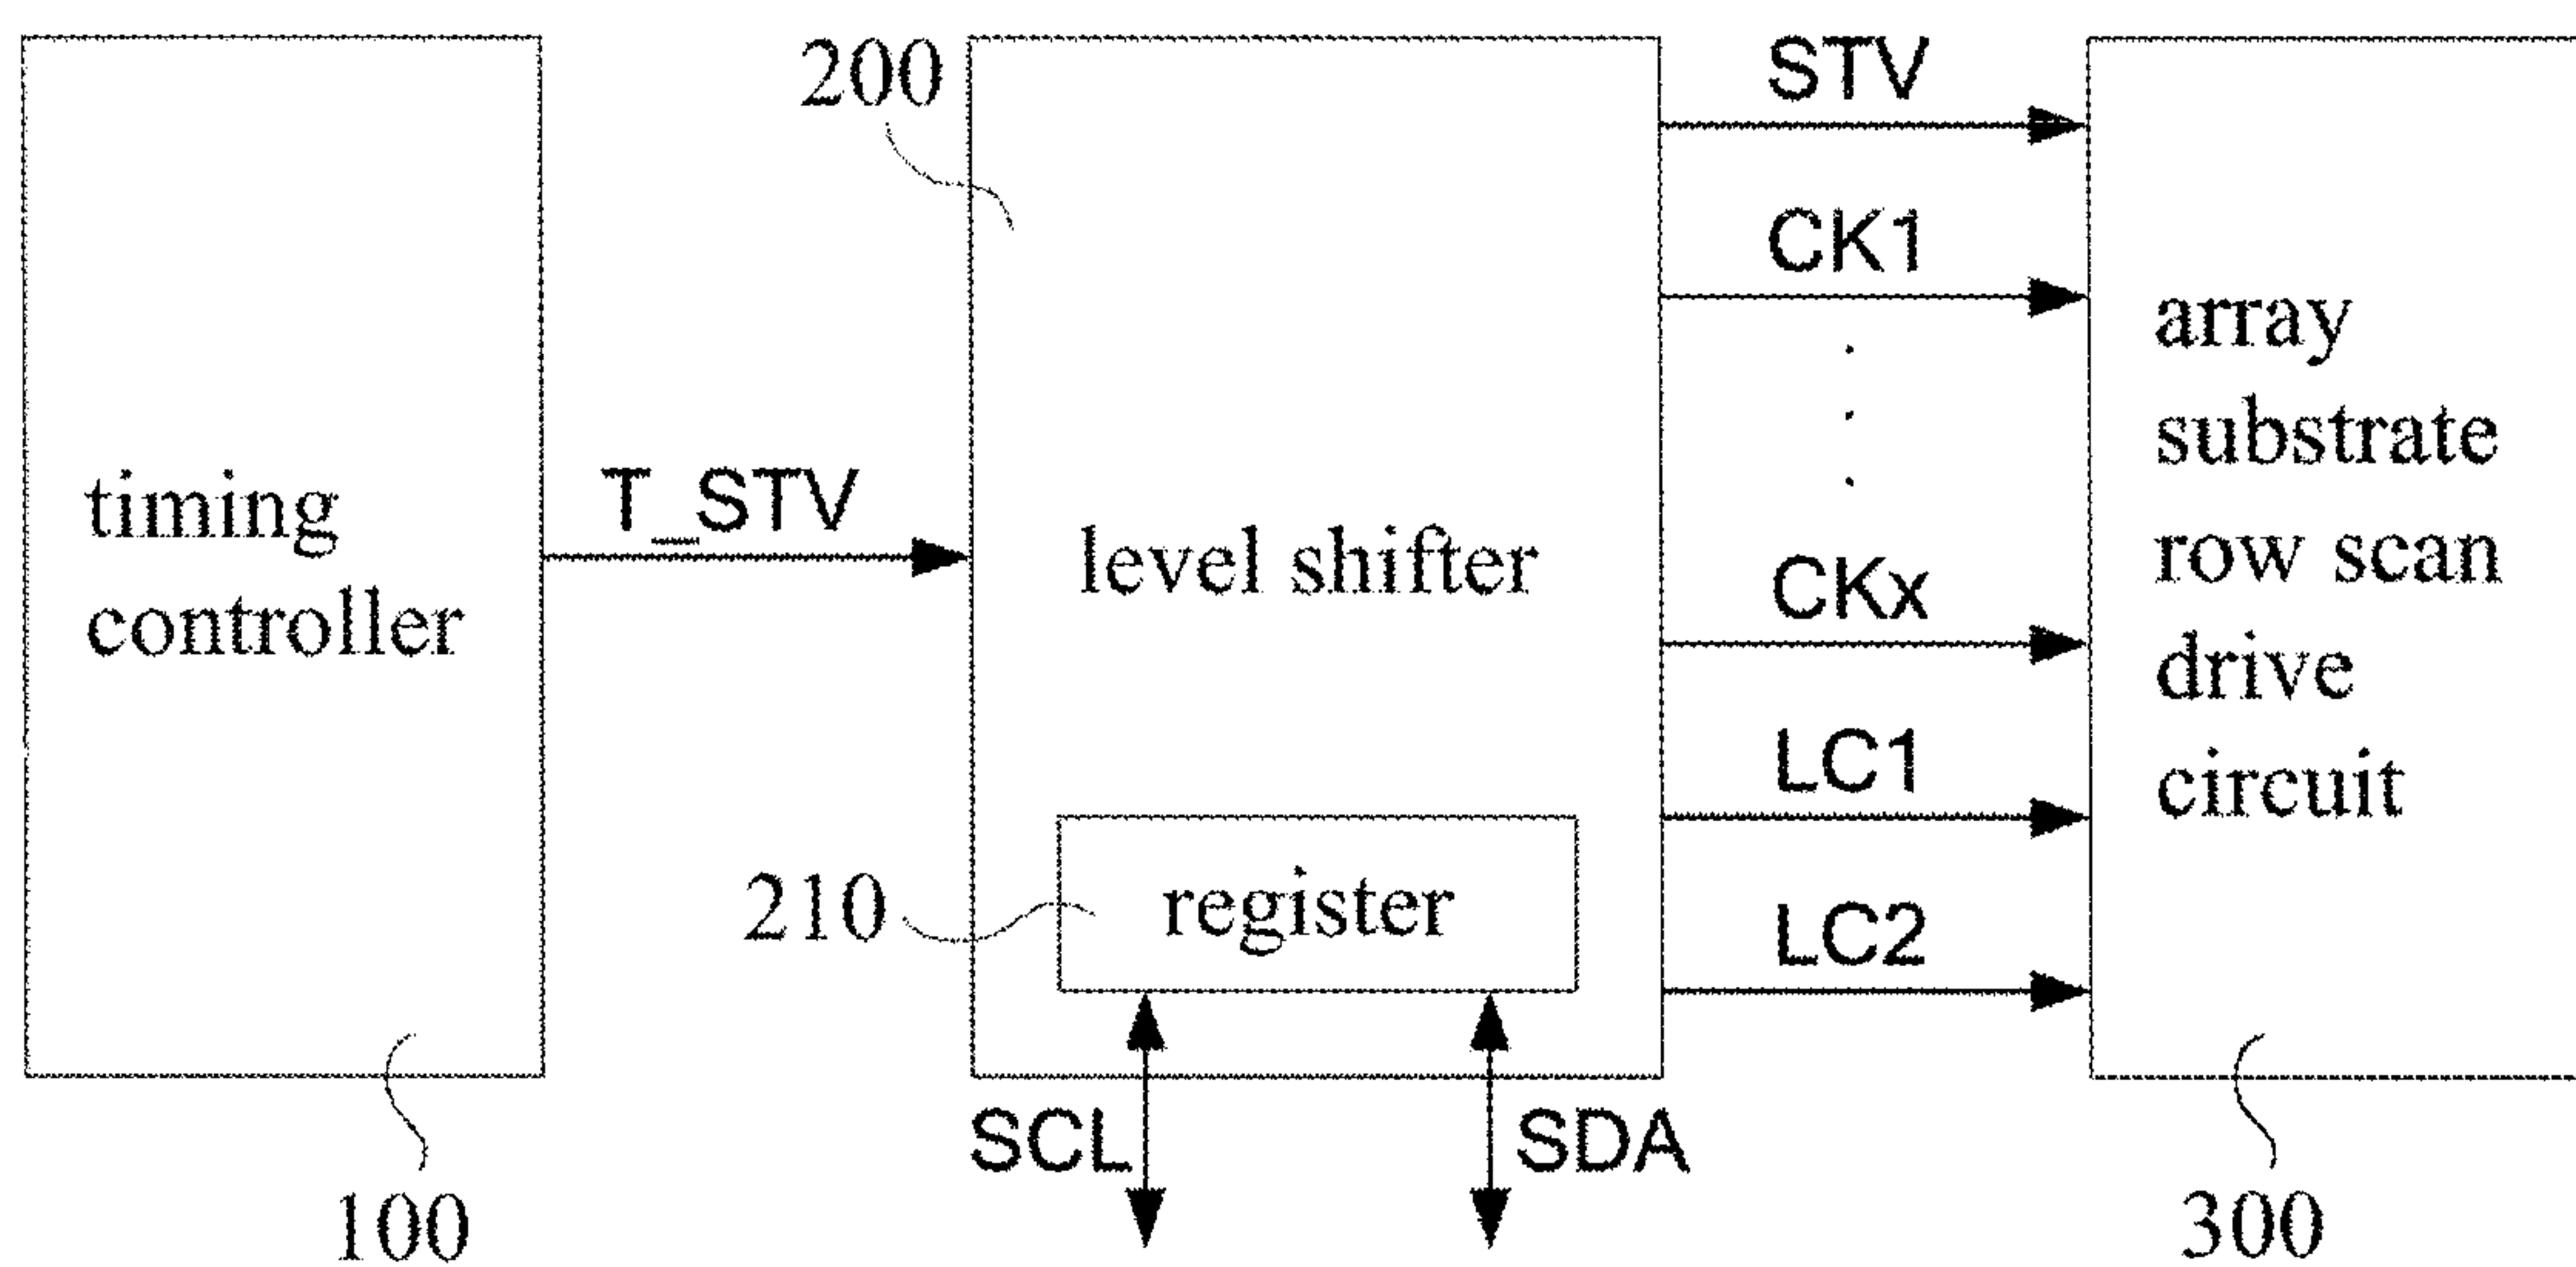 timing
controller
100
T_STV
200
level shifter
210
register
SCL
SDA
STV
CK1
CKx
LC1
LC2
array
substrate
row scan
drive
circuit
300